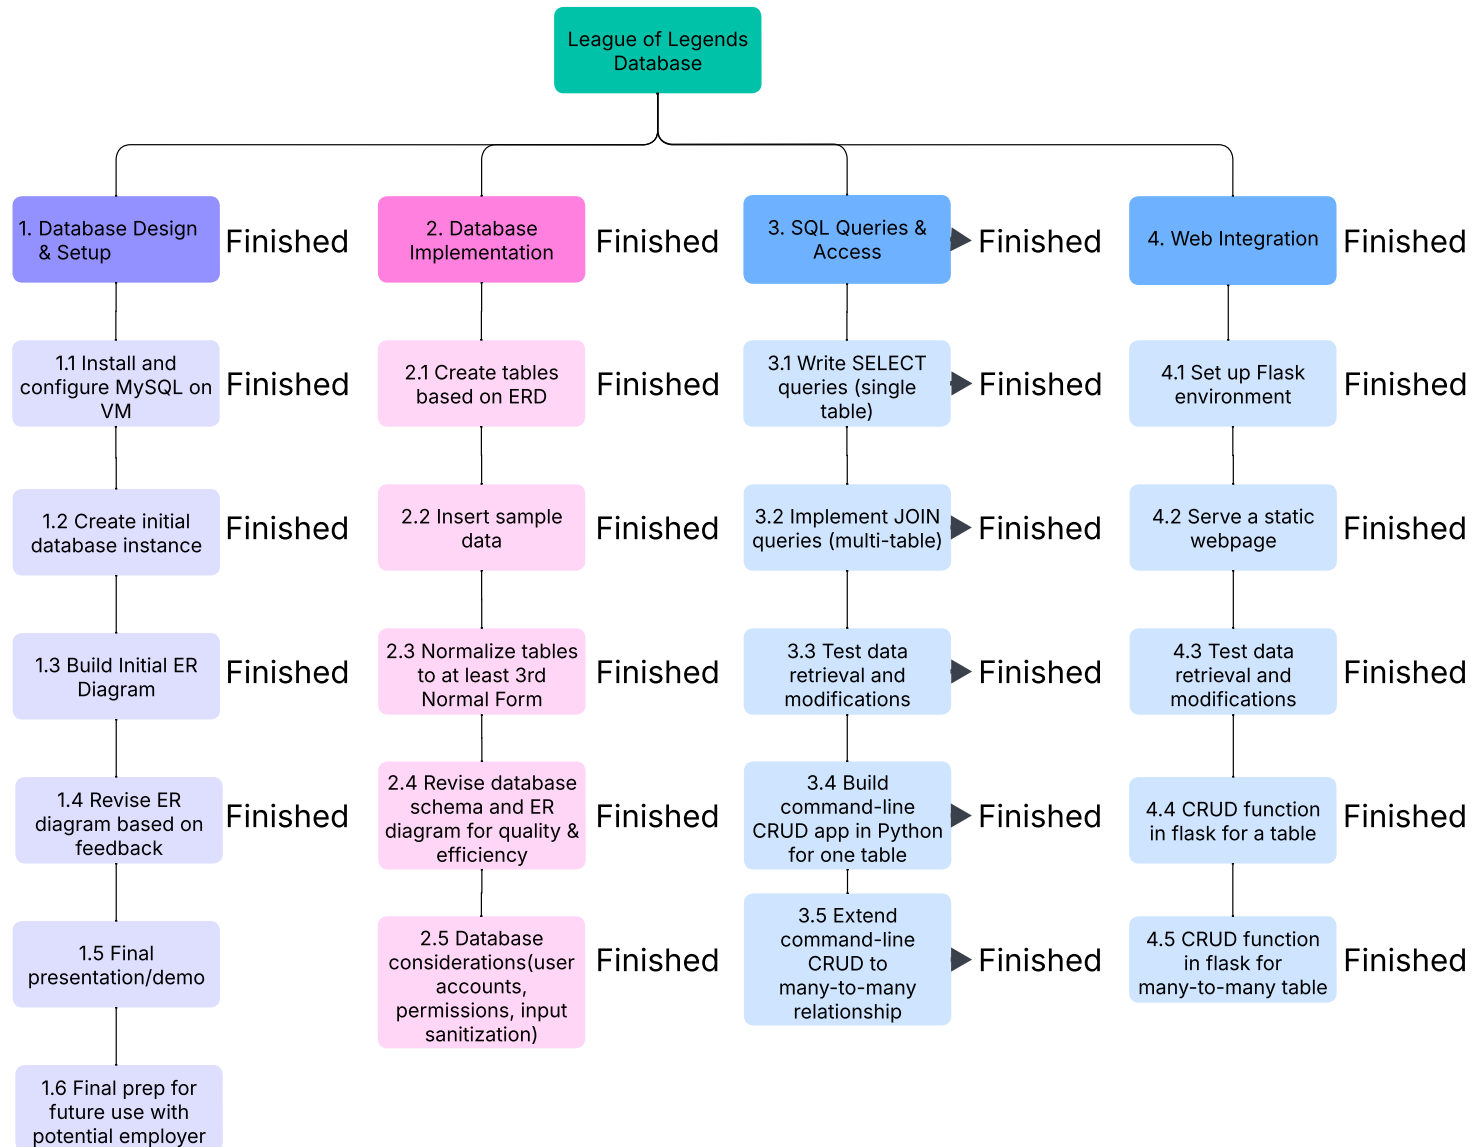 League of Legends
Database
1. Database Design
& Setup
Finished
2. Database
Implementation
Finished
3. SQL Queries &
Access
Finished
4. Web Integration
Finished
1.1 Install and
configure MySQL on
VM
Finished
2.1 Create tables
based on ERD
Finished
3.1 Write SELECT
queries (single
table)
Finished
4.1 Set up Flask
environment
Finished
1.2 Create initial
database instance
Finished
2.2 Insert sample
data
Finished
3.2 Implement JOIN
queries (multi-table)
Finished
4.2 Serve a static
webpage
Finished
1.3 Build Initial ER
Diagram
Finished
2.3 Normalize tables
to at least 3rd
Normal Form
Finished
3.3 Test data
retrieval and
modifications
Finished
4.3 Test data
retrieval and
modifications
Finished
1.4 Revise ER
diagram based on
feedback
Finished
2.4 Revise database
schema and ER
diagram for quality &
efficiency
Finished
3.4 Build
command-line
CRUD app in Python
for one table
Finished
4.4 CRUD function
in flask for a table
Finished
1.5 Final
presentation/demo
2.5 Database
considerations(user
accounts,
permissions, input
sanitization)
Finished
3.5 Extend
command-line
CRUD to
many-to-many
relationship
Finished
4.5 CRUD function
in flask for
many-to-many table
Finished
1.6 Final prep for
future use with
potential employer